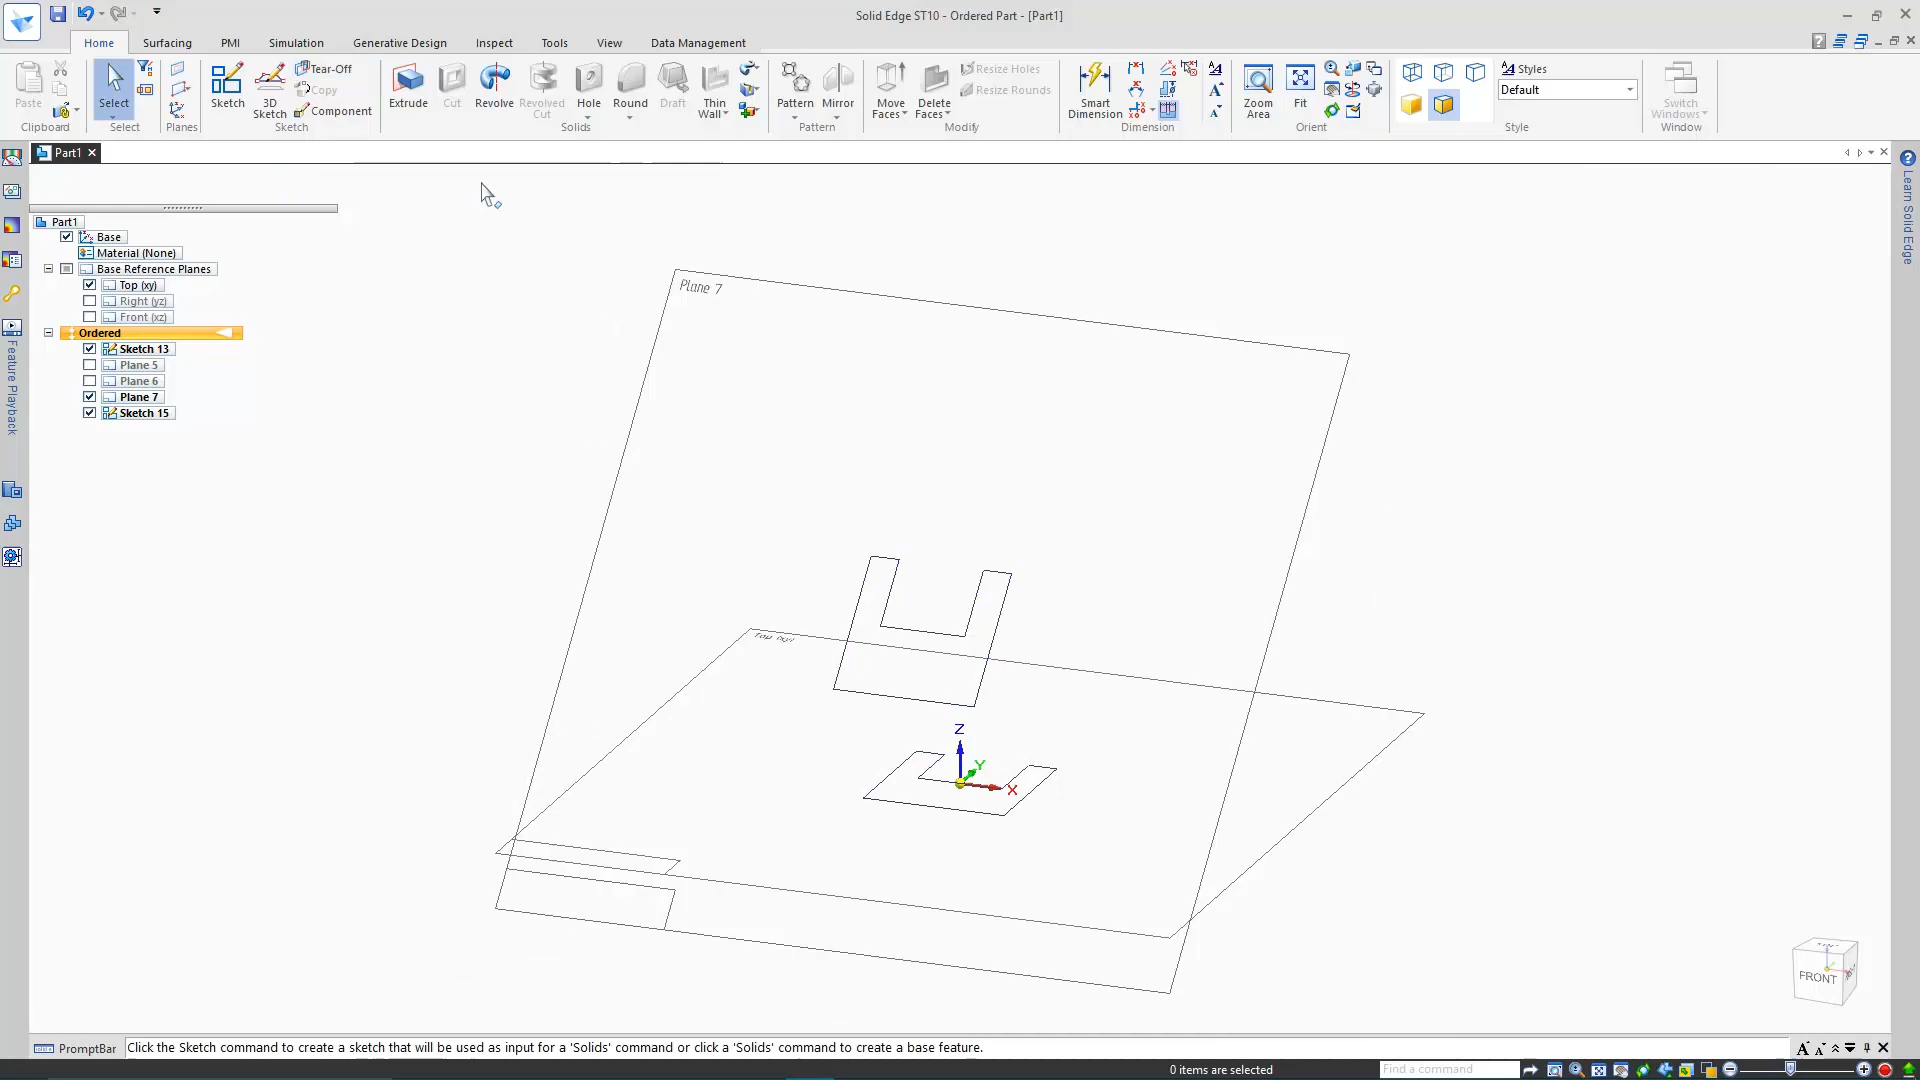 Solid Edge ST10 - Ordered Part - [Part1]
Home
Surfacing
PMI
Simulation
Generative Design
Inspect
Tools
View
Data Management
Paste
Clipboard
Select
Select
Planes
Sketch
3D
Sketch
Tear-Off
Copy
Component
Sketch
Extrude
Cut
Revolve
Revolved
Cut
Hole
Round
Draft
Thin
Wall
Solids
Pattern
Mirror
Pattern
Move
Faces
Delete
Faces
Resize Holes
Resize Rounds
Modify
Smart
Dimension
Dimension
Zoom
Area
Fit
Orient
Styles
Default
Style
Switch
Windows
Window
Part1
Part1
Base
Material (None)
Base Reference Planes
Top (xy)
Right (yz)
Front (xz)
Ordered
Sketch 13
Plane 5
Plane 6
Plane 7
Sketch 15
Feature Playback
Learn Solid Edge
Plane 7
Z
Y
X
FRONT
PromptBar
Click the Sketch command to create a sketch that will be used as input for a 'Solids' command or click a 'Solids' command to create a base feature.
0 items are selected
Find a command